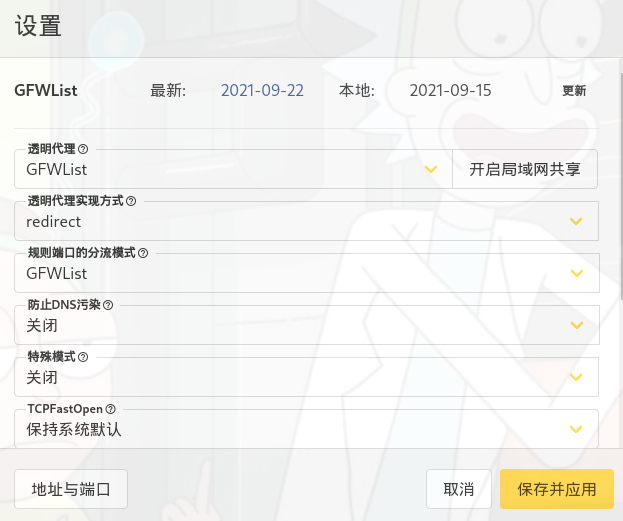 设置
GFWList 最新: 2021-09-22 本地: 2021-09-15 更新
透明代理
GFWList 开启局域网共享
透明代理实现方式
redirect
规则端口的分流模式
GFWList
防止DNS污染
关闭
特殊模式
关闭
TCPFastOpen
保持系统默认
地址与端口 取消 保存并应用